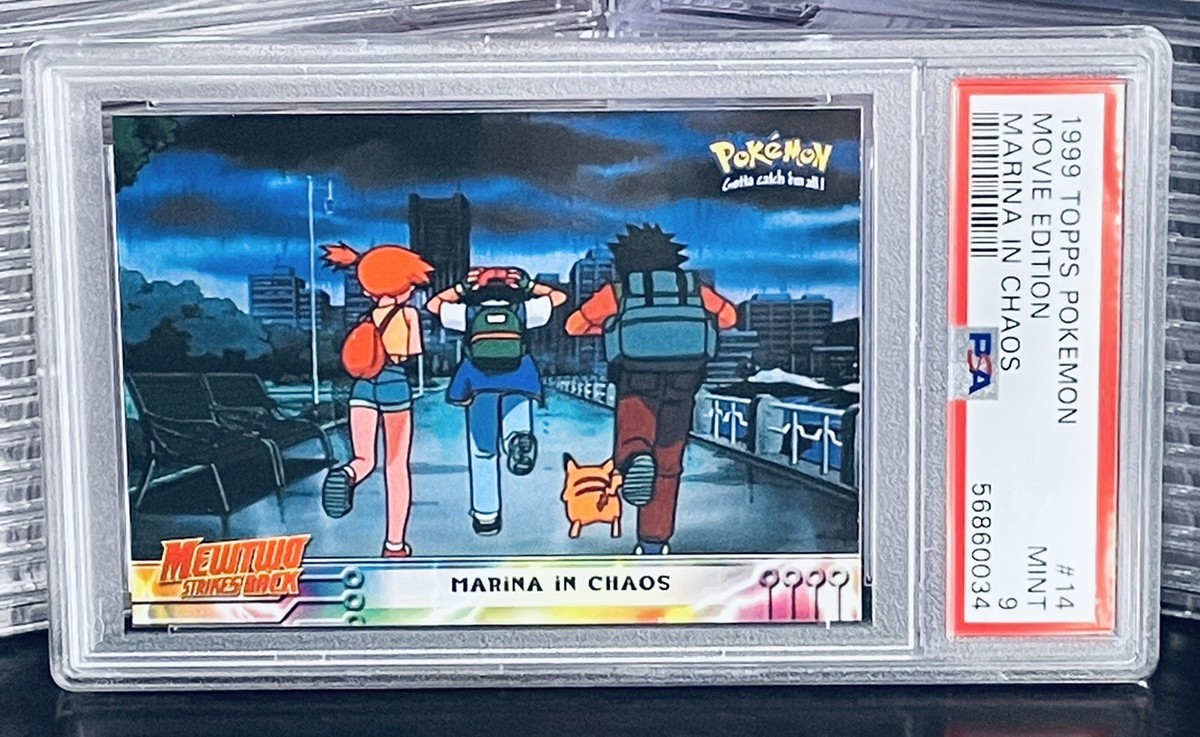 POKéMON
Gotta catch 'em all!
MEWTWO
STRIKES BACK
MARINA IN CHAOS
1999 TOPPS POKEMON
MOVIE EDITION
MARINA IN CHAOS
#14
MINT
9
56860034
PSA